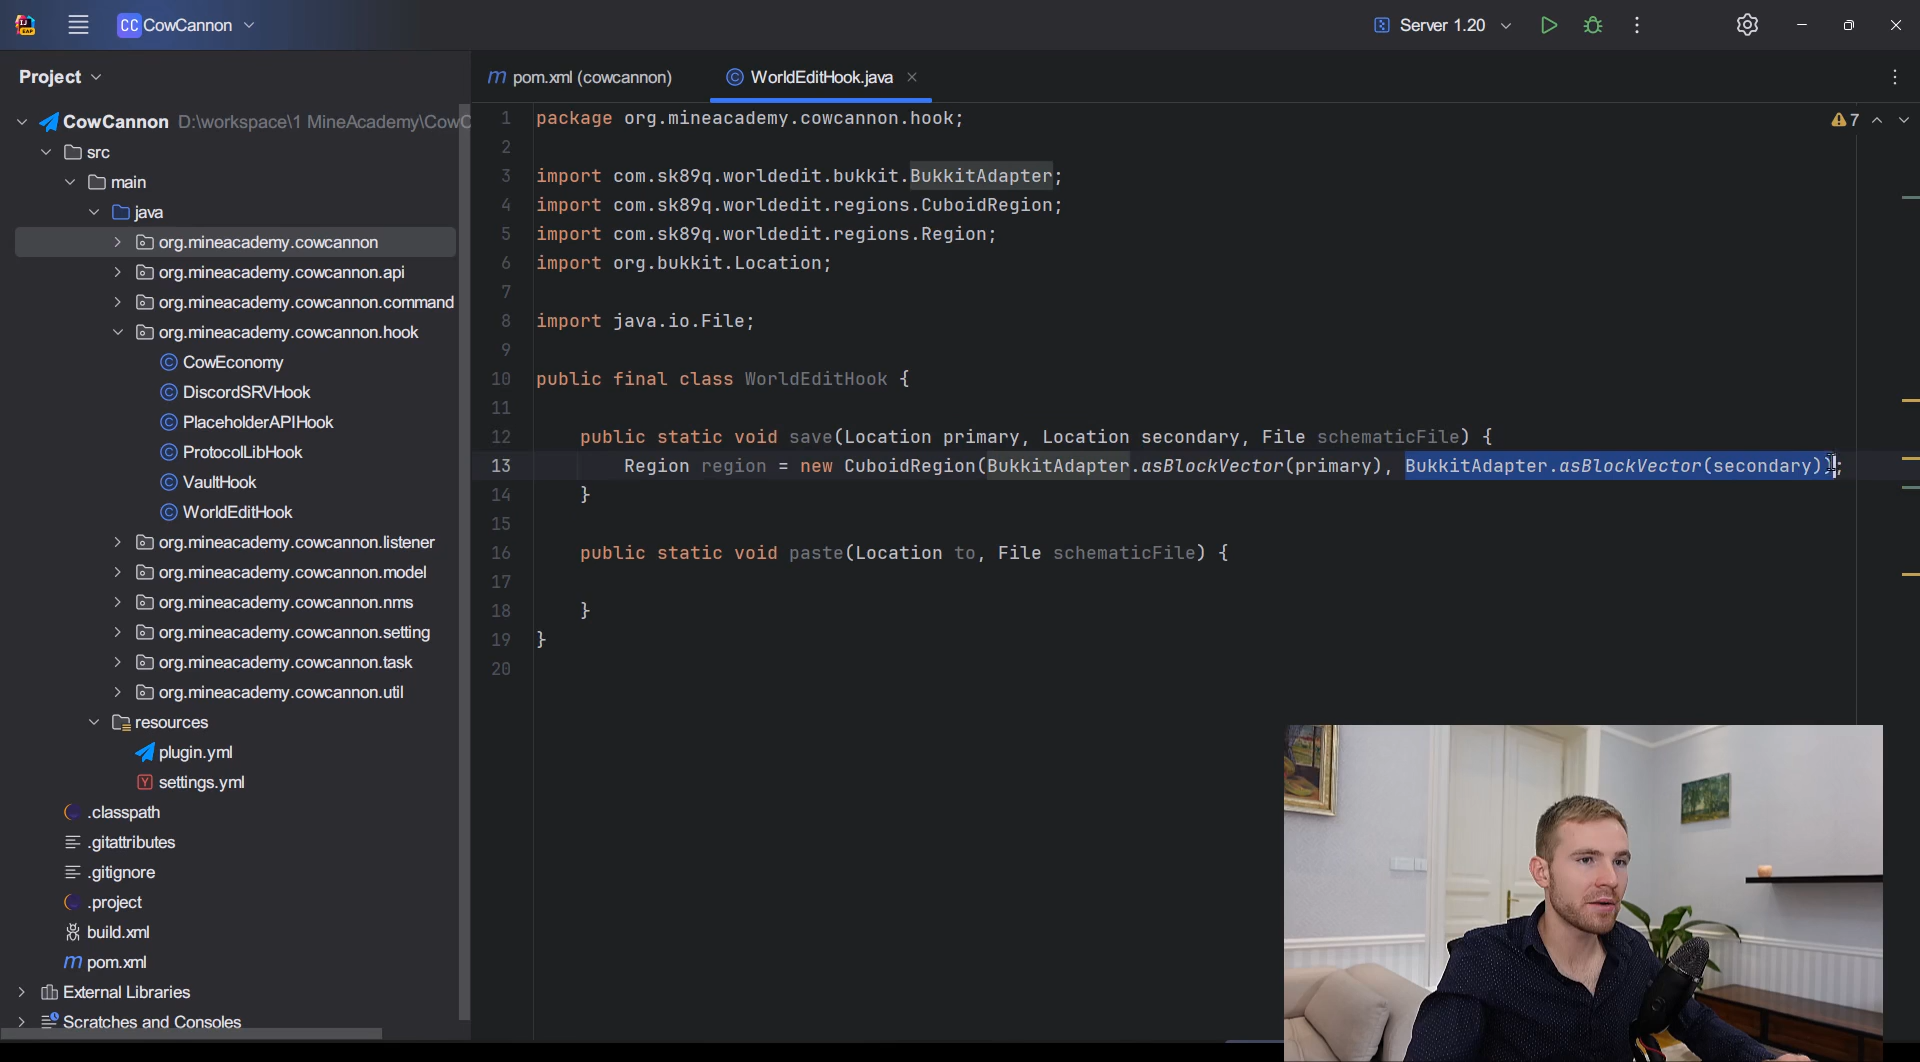 CC CowCannon
Server 1.20
Project
pom.xml (cowcannon)
WorldEditHook.java
CowCannon D:\workspace\1 MineAcademy\CowC
src
main
java
org.mineacademy.cowcannon
org.mineacademy.cowcannon.api
org.mineacademy.cowcannon.command
org.mineacademy.cowcannon.hook
CowEconomy
DiscordSRVHook
PlaceholderAPIHook
ProtocolLibHook
VaultHook
WorldEditHook
org.mineacademy.cowcannon.listener
org.mineacademy.cowcannon.model
org.mineacademy.cowcannon.nms
org.mineacademy.cowcannon.setting
org.mineacademy.cowcannon.task
org.mineacademy.cowcannon.util
resources
plugin.yml
settings.yml
.classpath
.gitattributes
.gitignore
.project
build.xml
pom.xml
External Libraries
Scratches and Consoles
7
1 package org.mineacademy.cowcannon.hook;
2
3 import com.sk89q.worldedit.bukkit.BukkitAdapter;
4 import com.sk89q.worldedit.regions.CuboidRegion;
5 import com.sk89q.worldedit.regions.Region;
6 import org.bukkit.Location;
7
8 import java.io.File;
9
10 public final class WorldEditHook {
11
12 public static void save(Location primary, Location secondary, File schematicFile) {
13 Region region = new CuboidRegion(BukkitAdapter.asBlockVector(primary), BukkitAdapter.asBlockVector(secondary));
14 }
15
16 public static void paste(Location to, File schematicFile) {
17
18 }
19 }
20